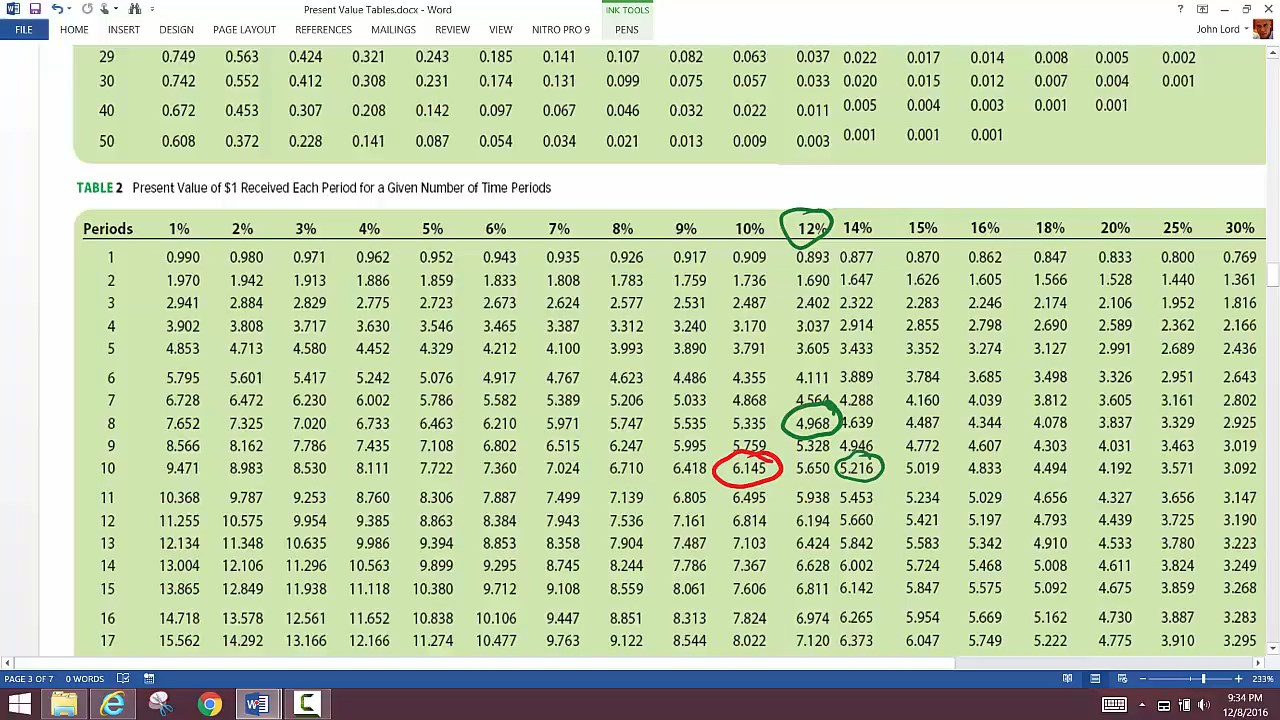 Present Value Tables.docx - Word
INK TOOLS
FILE HOME INSERT DESIGN PAGE LAYOUT REFERENCES MAILINGS REVIEW VIEW NITRO PRO 9 PENS John Lord
29 0.749 0.563 0.424 0.321 0.243 0.185 0.141 0.107 0.082 0.063 0.037 0.022 0.017 0.014 0.008 0.005 0.002
30 0.742 0.552 0.412 0.308 0.231 0.174 0.131 0.099 0.075 0.057 0.033 0.020 0.015 0.012 0.007 0.004 0.001
40 0.672 0.453 0.307 0.208 0.142 0.097 0.067 0.046 0.032 0.022 0.011 0.005 0.004 0.003 0.001 0.001
50 0.608 0.372 0.228 0.141 0.087 0.054 0.034 0.021 0.013 0.009 0.003 0.001 0.001 0.001
TABLE 2 Present Value of $1 Received Each Period for a Given Number of Time Periods
Periods 1% 2% 3% 4% 5% 6% 7% 8% 9% 10% 12% 14% 15% 16% 18% 20% 25% 30%
1 0.990 0.980 0.971 0.962 0.952 0.943 0.935 0.926 0.917 0.909 0.893 0.877 0.870 0.862 0.847 0.833 0.800 0.769
2 1.970 1.942 1.913 1.886 1.859 1.833 1.808 1.783 1.759 1.736 1.690 1.647 1.626 1.605 1.566 1.528 1.440 1.361
3 2.941 2.884 2.829 2.775 2.723 2.673 2.624 2.577 2.531 2.487 2.402 2.322 2.283 2.246 2.174 2.106 1.952 1.816
4 3.902 3.808 3.717 3.630 3.546 3.465 3.387 3.312 3.240 3.170 3.037 2.914 2.855 2.798 2.690 2.589 2.362 2.166
5 4.853 4.713 4.580 4.452 4.329 4.212 4.100 3.993 3.890 3.791 3.605 3.433 3.352 3.274 3.127 2.991 2.689 2.436
6 5.795 5.601 5.417 5.242 5.076 4.917 4.767 4.623 4.486 4.355 4.111 3.889 3.784 3.685 3.498 3.326 2.951 2.643
7 6.728 6.472 6.230 6.002 5.786 5.582 5.389 5.206 5.033 4.868 4.564 4.288 4.160 4.039 3.812 3.605 3.161 2.802
8 7.652 7.325 7.020 6.733 6.463 6.210 5.971 5.747 5.535 5.335 4.968 4.639 4.487 4.344 4.078 3.837 3.329 2.925
9 8.566 8.162 7.786 7.435 7.108 6.802 6.515 6.247 5.995 5.759 5.328 4.946 4.772 4.607 4.303 4.031 3.463 3.019
10 9.471 8.983 8.530 8.111 7.722 7.360 7.024 6.710 6.418 6.145 5.650 5.216 5.019 4.833 4.494 4.192 3.571 3.092
11 10.368 9.787 9.253 8.760 8.306 7.887 7.499 7.139 6.805 6.495 5.938 5.453 5.234 5.029 4.656 4.327 3.656 3.147
12 11.255 10.575 9.954 9.385 8.863 8.384 7.943 7.536 7.161 6.814 6.194 5.660 5.421 5.197 4.793 4.439 3.725 3.190
13 12.134 11.348 10.635 9.986 9.394 8.853 8.358 7.904 7.487 7.103 6.424 5.842 5.583 5.342 4.910 4.533 3.780 3.223
14 13.004 12.106 11.296 10.563 9.899 9.295 8.745 8.244 7.786 7.367 6.628 6.002 5.724 5.468 5.008 4.611 3.824 3.249
15 13.865 12.849 11.938 11.118 10.380 9.712 9.108 8.559 8.061 7.606 6.811 6.142 5.847 5.575 5.092 4.675 3.859 3.268
16 14.718 13.578 12.561 11.652 10.838 10.106 9.447 8.851 8.313 7.824 6.974 6.265 5.954 5.669 5.162 4.730 3.887 3.283
17 15.562 14.292 13.166 12.166 11.274 10.477 9.763 9.122 8.544 8.022 7.120 6.373 6.047 5.749 5.222 4.775 3.910 3.295
PAGE 3 OF 7 0 WORDS 233%
9:34 PM
12/8/2016